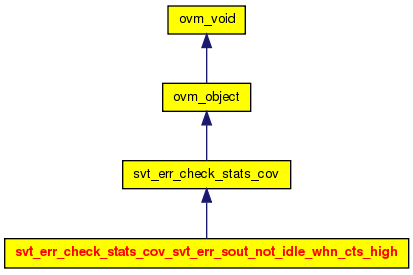 ovm_void
ovm_object
svt_err_check_stats_cov
svt_err_check_stats_cov_svt_err_sout_not_idle_whn_cts_high